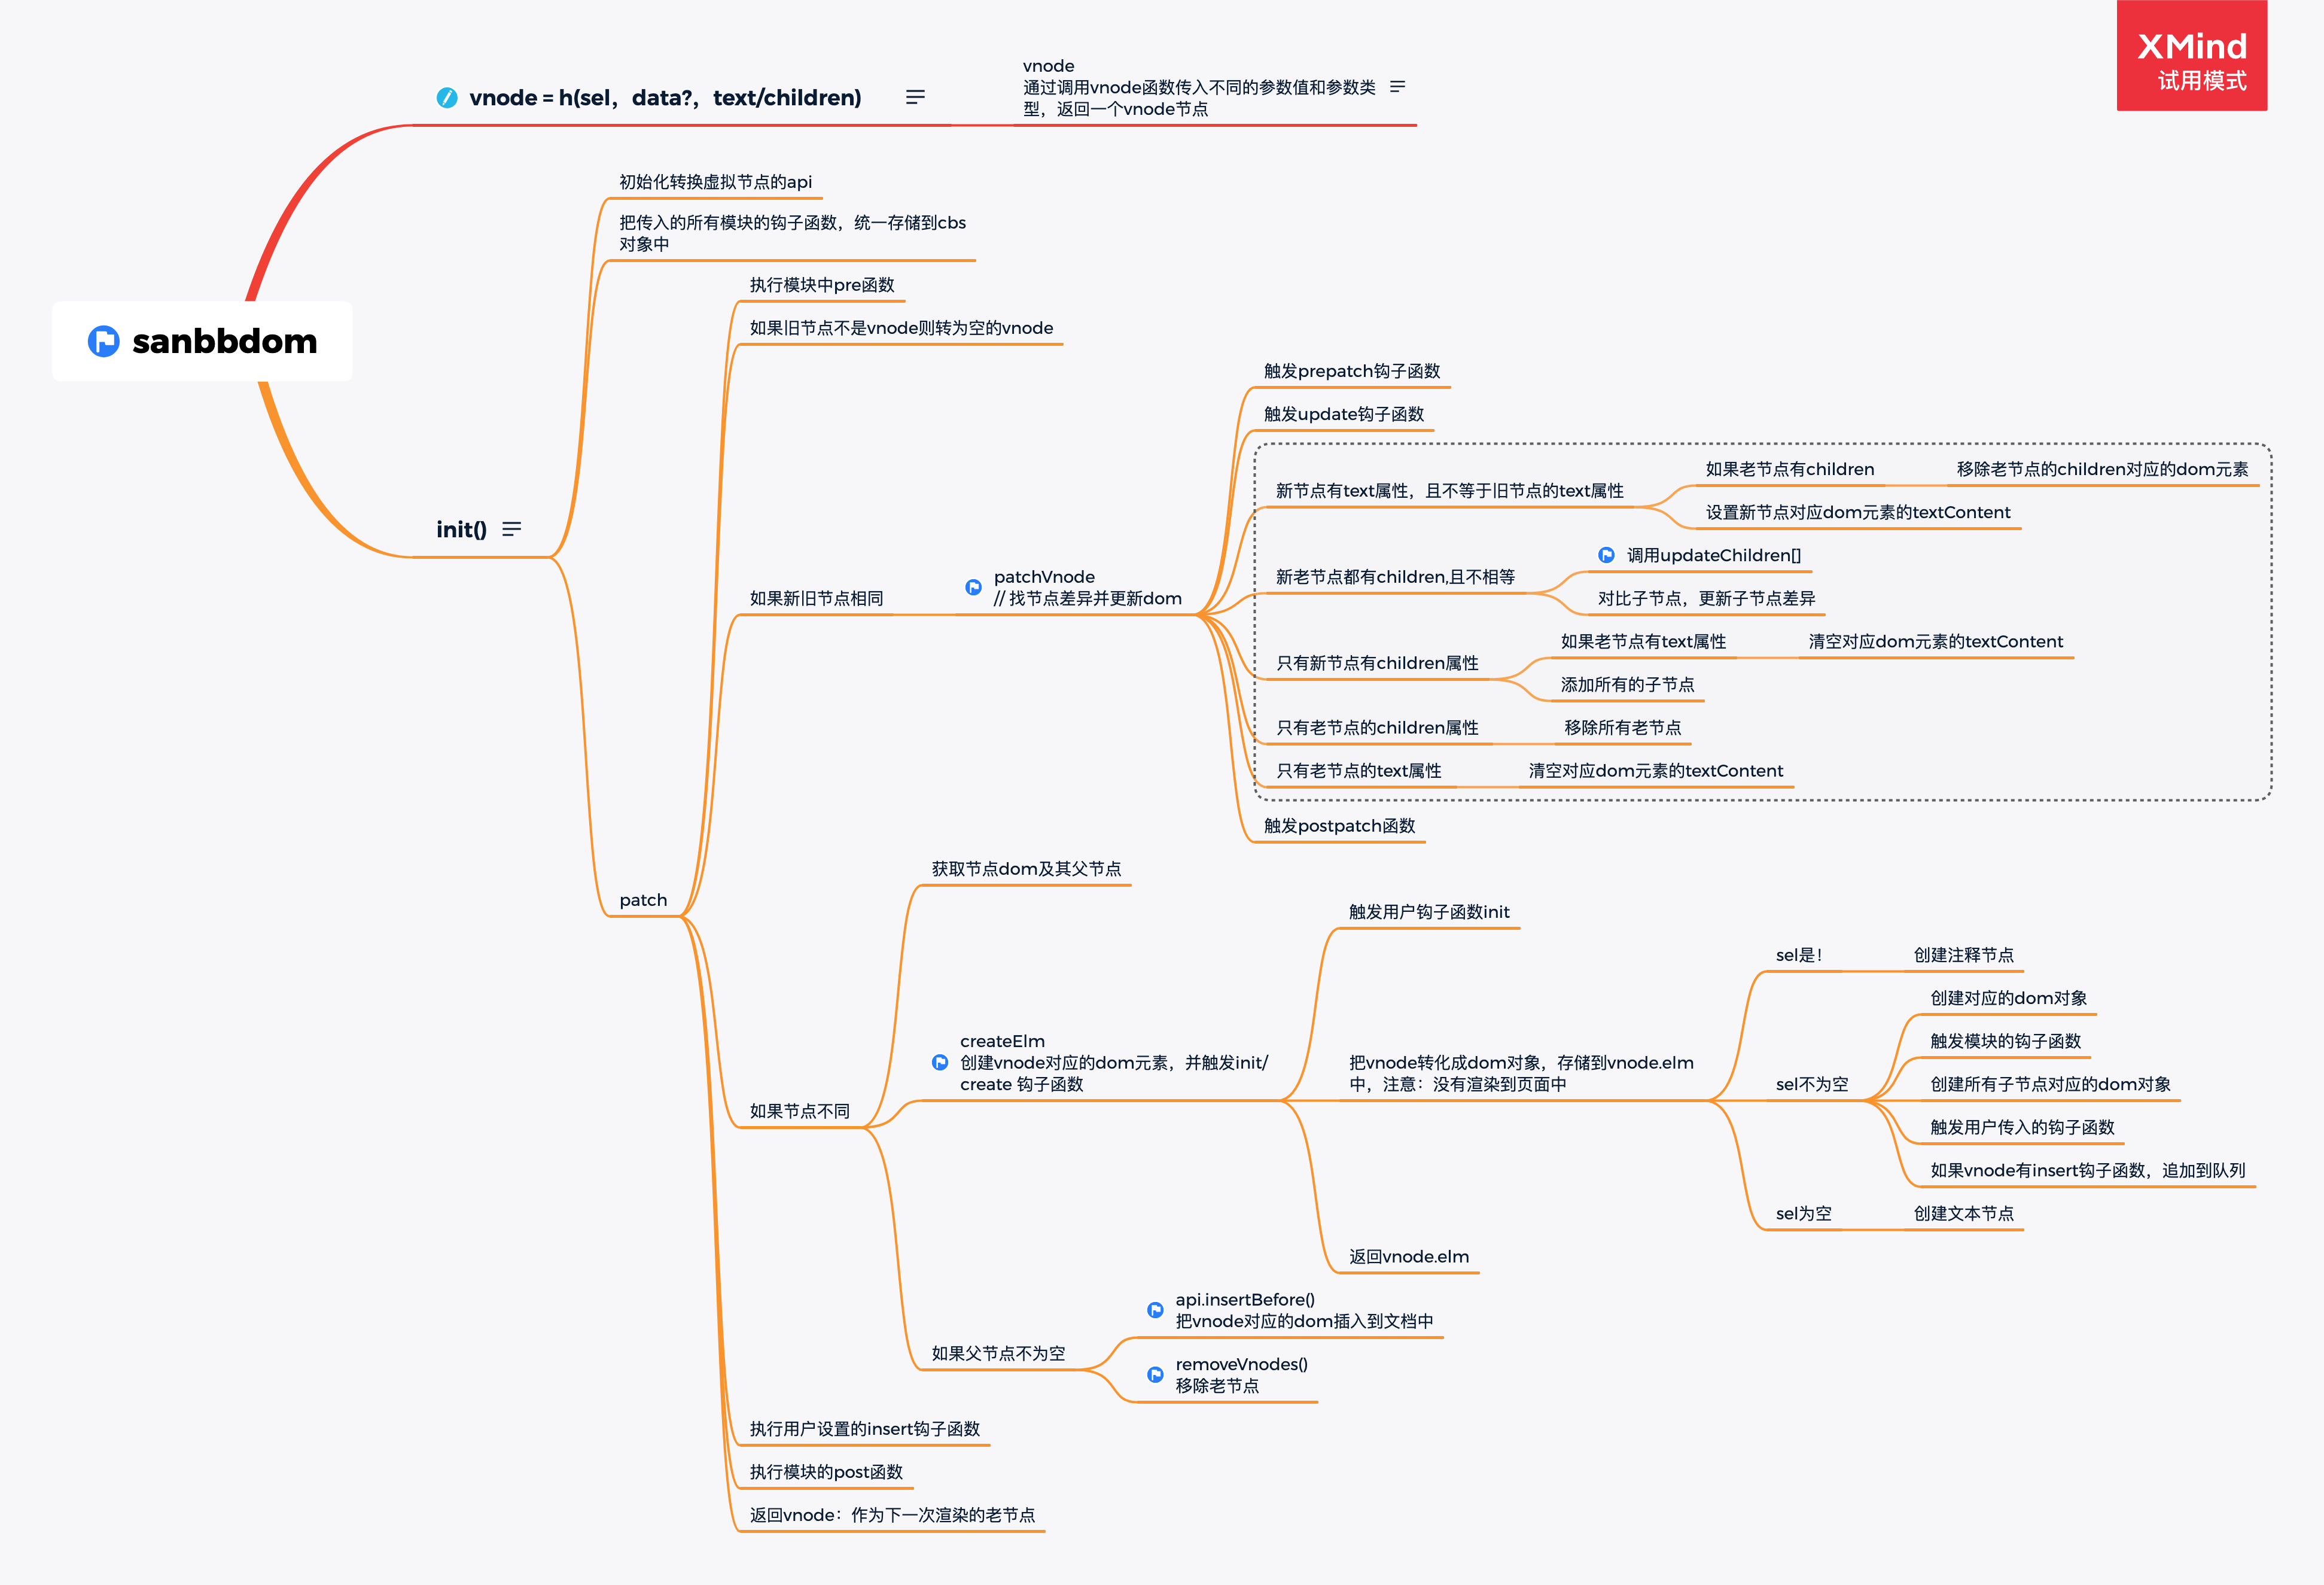 XMind
试用模式
vnode = h(sel，data?，text/children)
vnode
通过调用vnode函数传入不同的参数值和参数类
型，返回一个vnode节点
sanbbdom
init()
初始化转换虚拟节点的api
把传入的所有模块的钩子函数，统一存储到cbs
对象中
patch
执行模块中pre函数
如果旧节点不是vnode则转为空的vnode
如果新旧节点相同
patchVnode
// 找节点差异并更新dom
触发prepatch钩子函数
触发update钩子函数
新节点有text属性，且不等于旧节点的text属性
如果老节点有children
移除老节点的children对应的dom元素
设置新节点对应dom元素的textContent
新老节点都有children,且不相等
调用updateChildren[]
对比子节点，更新子节点差异
只有新节点有children属性
如果老节点有text属性
清空对应dom元素的textContent
添加所有的子节点
只有老节点的children属性
移除所有老节点
只有老节点的text属性
清空对应dom元素的textContent
触发postpatch函数
如果节点不同
获取节点dom及其父节点
createElm
创建vnode对应的dom元素，并触发init/
create 钩子函数
触发用户钩子函数init
把vnode转化成dom对象，存储到vnode.elm
中，注意：没有渲染到页面中
sel是！
创建注释节点
sel不为空
创建对应的dom对象
触发模块的钩子函数
创建所有子节点对应的dom对象
触发用户传入的钩子函数
如果vnode有insert钩子函数，追加到队列
sel为空
创建文本节点
返回vnode.elm
如果父节点不为空
api.insertBefore()
把vnode对应的dom插入到文档中
removeVnodes()
移除老节点
执行用户设置的insert钩子函数
执行模块的post函数
返回vnode：作为下一次渲染的老节点